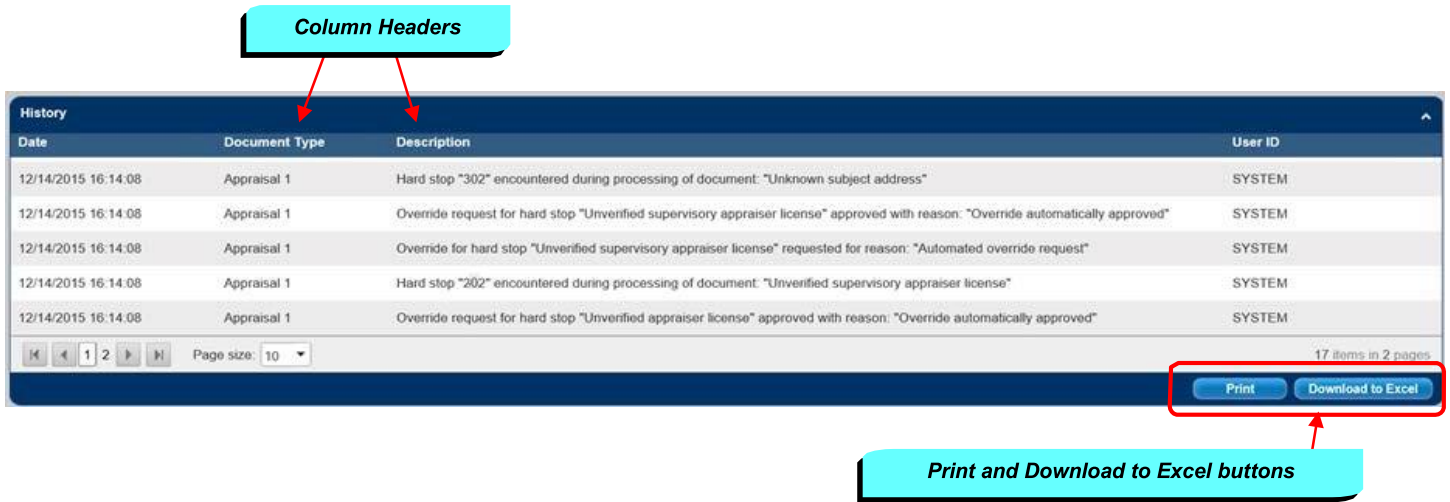 Column Headers
History
Date Document Type Description User ID
12/14/2015 16:14:08 Appraisal 1 Hard stop "302" encountered during processing of document: "Unknown subject address" SYSTEM
12/14/2015 16:14:08 Appraisal 1 Override request for hard stop "Unverified supervisory appraiser license" approved with reason: "Override automatically approved" SYSTEM
12/14/2015 16:14:08 Appraisal 1 Override for hard stop "Unverified supervisory appraiser license" requested for reason: "Automated override request" SYSTEM
12/14/2015 16:14:08 Appraisal 1 Hard stop "202" encountered during processing of document: "Unverified supervisory appraiser license" SYSTEM
12/14/2015 16:14:08 Appraisal 1 Override request for hard stop "Unverified appraiser license" approved with reason: "Override automatically approved" SYSTEM
1 2 Page size: 10 17 items in 2 pages
Print Download to Excel
Print and Download to Excel buttons